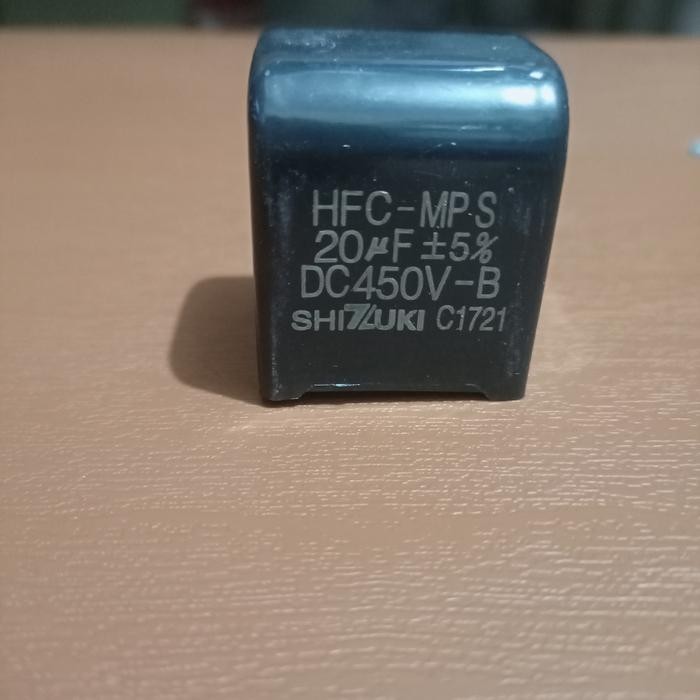 HFC-MPS
20μF ±5%
DC450V-B
SHIZUKI C1721